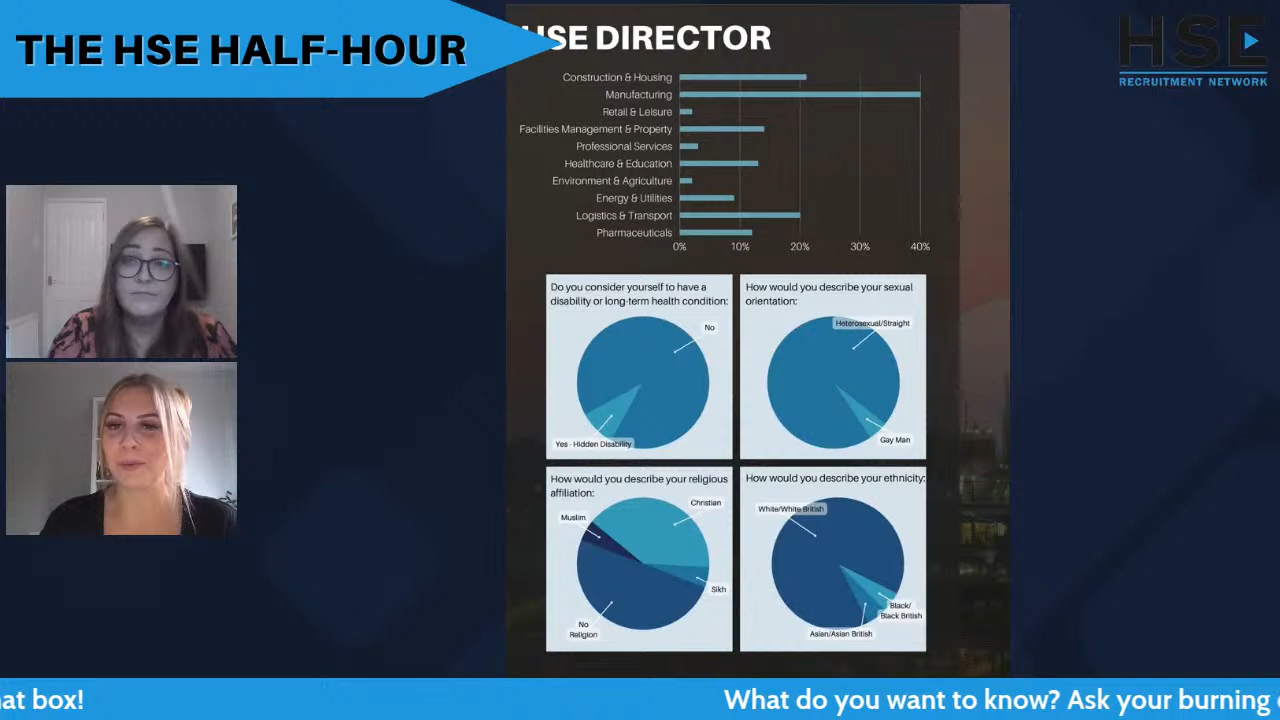 THE HSE HALF-HOUR
HSE DIRECTOR
HSE
RECRUITMENT NETWORK
Construction & Housing
Manufacturing
Retail & Leisure
Facilities Management & Property
Professional Services
Healthcare & Education
Environment & Agriculture
Energy & Utilities
Logistics & Transport
Pharmaceuticals
0% 10% 20% 30% 40%
Do you consider yourself to have a
disability or long-term health condition:
No
Yes - Hidden Disability
How would you describe your sexual
orientation:
Heterosexual/Straight
Gay Man
How would you describe your religious
affiliation:
Christian
Muslim
Sikh
No
Religion
How would you describe your ethnicity:
White/White British
Black/
Black British
Asian/Asian British
at box! What do you want to know? Ask your burning